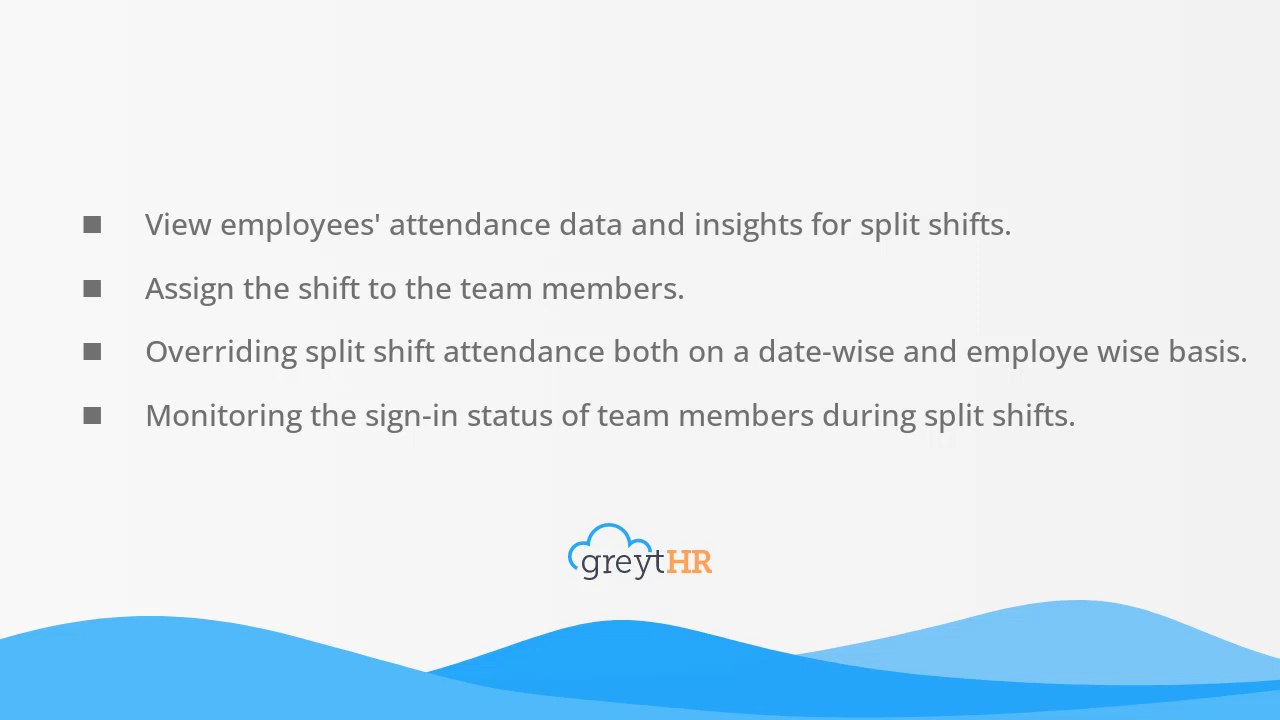 ■ View employees' attendance data and insights for split shifts.
■ Assign the shift to the team members.
■ Overriding split shift attendance both on a date-wise and employe wise basis.
■ Monitoring the sign-in status of team members during split shifts.
greytHR